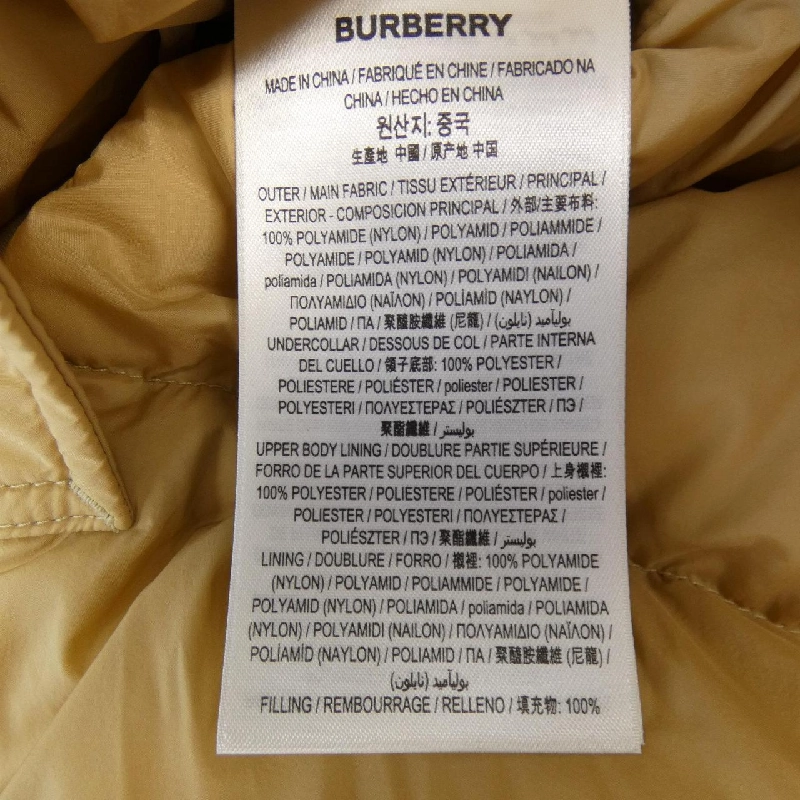 BURBERRY
MADE IN CHINA / FABRIQUÉ EN CHINE / FABRICADO NA
CHINA / HECHO EN CHINA
원산지: 중국
生產地 中國 / 原产地 中国
OUTER / MAIN FABRIC / TISSU EXTÉRIEUR / PRINCIPAL /
EXTERIOR - COMPOSICION PRINCIPAL / 外部/主要布料:
100% POLYAMIDE (NYLON) / POLYAMID / POLIAMMIDE /
POLYAMIDE / POLYAMID (NYLON) / POLIAMIDA /
poliamida / POLIAMIDA (NYLON) / POLYAMIDI (NAILON) /
ΠΟΛΥΑΜΙΔΙΟ (ΝΑΪΛΟΝ) / POLÍAMÍD (NAYLON) /
POLIAMID / ПА / 聚醯胺纖維 (尼龍) / بولياميد (نايلون)
UNDERCOLLAR / DESSOUS DE COL / PARTE INTERNA
DEL CUELLO / 領子底部: 100% POLYESTER /
POLIESTERE / POLIÉSTER / poliester / POLIESTER /
POLYESTERI / ΠΟΛΥΕΣΤΕΡΑΣ / POLIÉSZTER / ПЭ /
聚酯纖維 / بوليستر
UPPER BODY LINING / DOUBLURE PARTIE SUPÉRIEURE /
FORRO DE LA PARTE SUPERIOR DEL CUERPO / 上身襯裡:
100% POLYESTER / POLIESTERE / POLIÉSTER / poliester /
POLIESTER / POLYESTERI / ΠΟΛΥΕΣΤΕΡΑΣ /
POLIÉSZTER / ПЭ / 聚酯纖維 / بوليستر
LINING / DOUBLURE / FORRO / 襯裡: 100% POLYAMIDE
(NYLON) / POLYAMID / POLIAMMIDE / POLYAMIDE /
POLYAMID (NYLON) / POLIAMIDA / poliamida / POLIAMIDA
(NYLON) / POLYAMIDI (NAILON) / ΠΟΛΥΑΜΙΔΙΟ (ΝΑΪΛΟΝ) /
POLÍAMÍD (NAYLON) / POLIAMID / ПА / 聚醯胺纖維 (尼龍) /
بولياميد (نايلون)
FILLING / REMBOURRAGE / RELLENO / 填充物: 100%